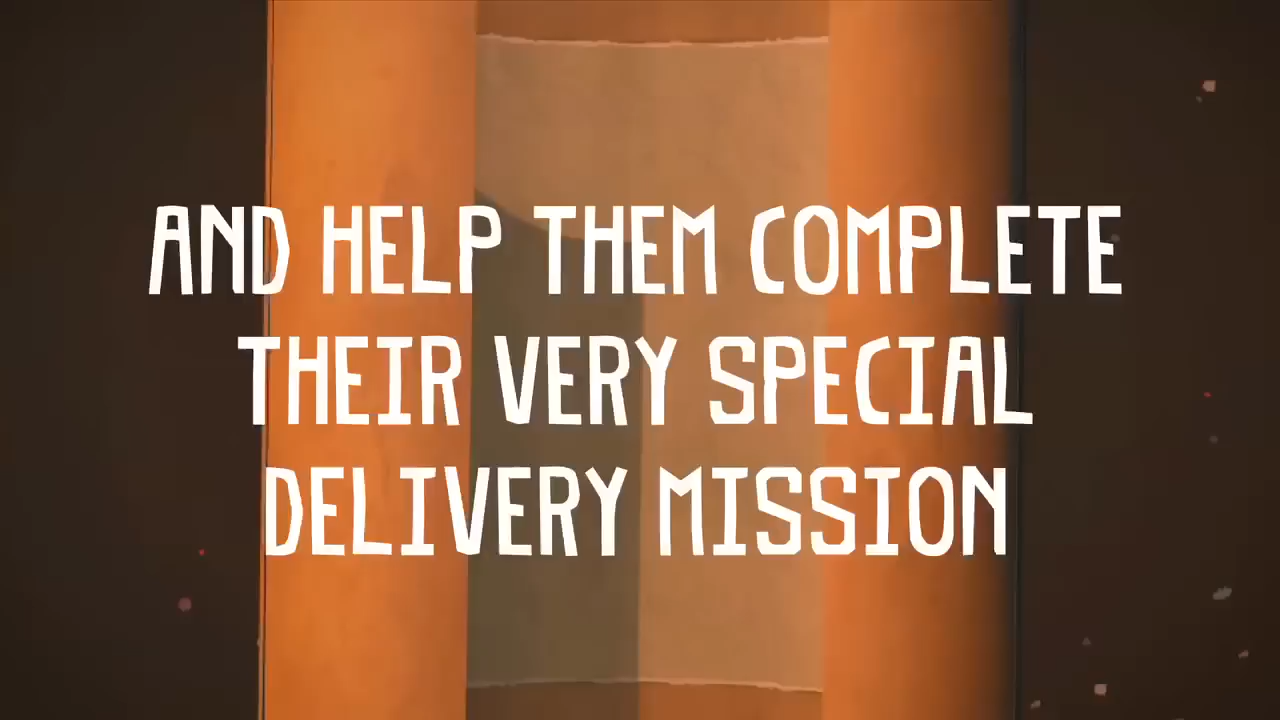 AND HELP THEM COMPLETE
THEIR VERY SPECIAL
DELIVERY MISSION